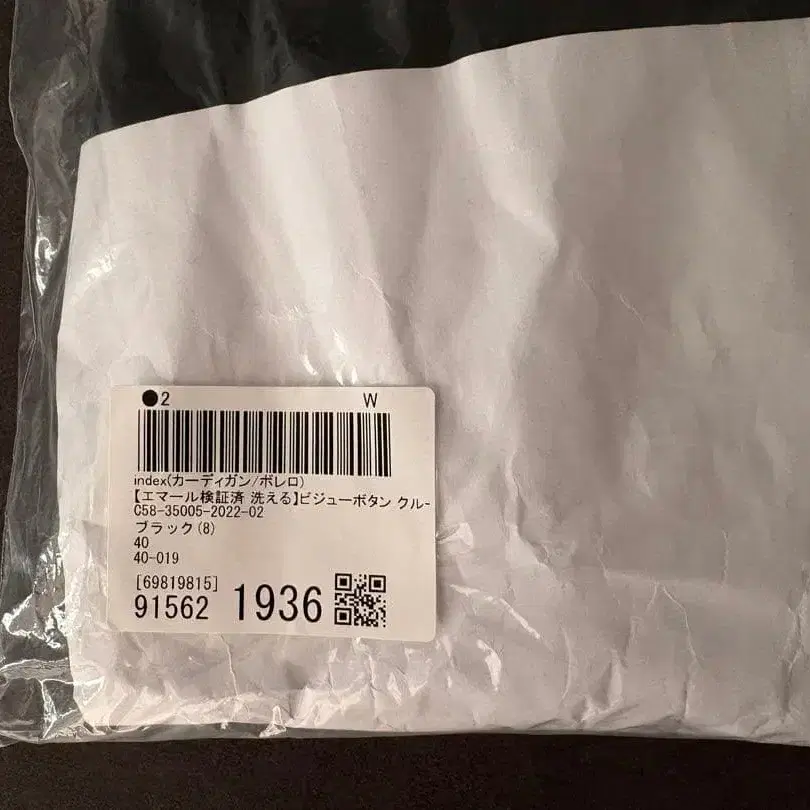 ●2 W
index(カーディガン/ボレロ)
【エマール検証済 洗える】ビジューボタン クルー
C58-35005-2022-02
ブラック(8)
40
40-019
[69819815]
91562 1936